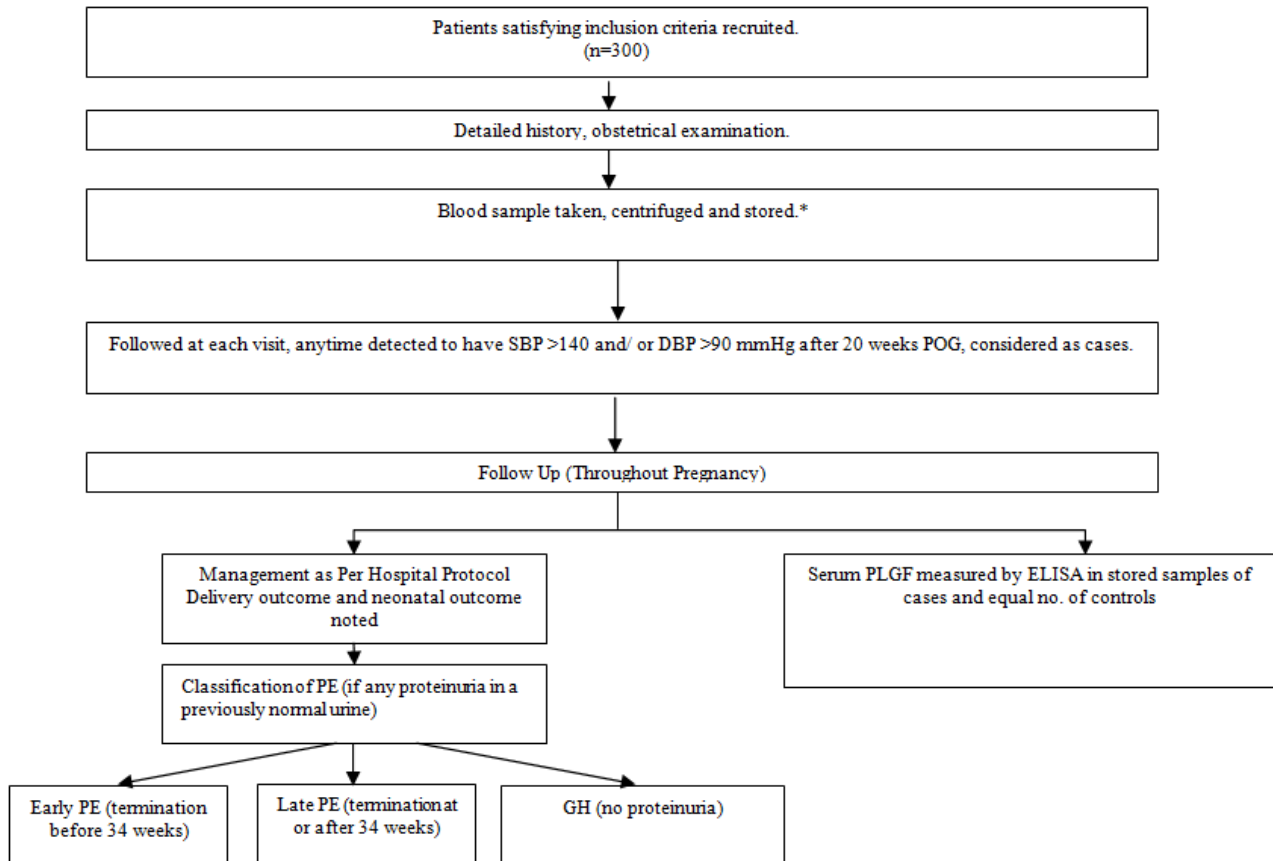 Patients satisfying inclusion criteria recruited.
(n=300)
Detailed history, obstetrical examination.
Blood sample taken, centrifuged and stored.*
Followed at each visit, anytime detected to have SBP >140 and/ or DBP >90 mmHg after 20 weeks POG, considered as cases.
Follow Up (Throughout Pregnancy)
Management as Per Hospital Protocol
Delivery outcome and neonatal outcome
noted
Serum PLGF measured by ELISA in stored samples of
cases and equal no. of controls
Classification of PE (if any proteinuria in a
previously normal urine)
Early PE (termination
before 34 weeks)
Late PE (termination at
or after 34 weeks)
GH (no proteinuria)